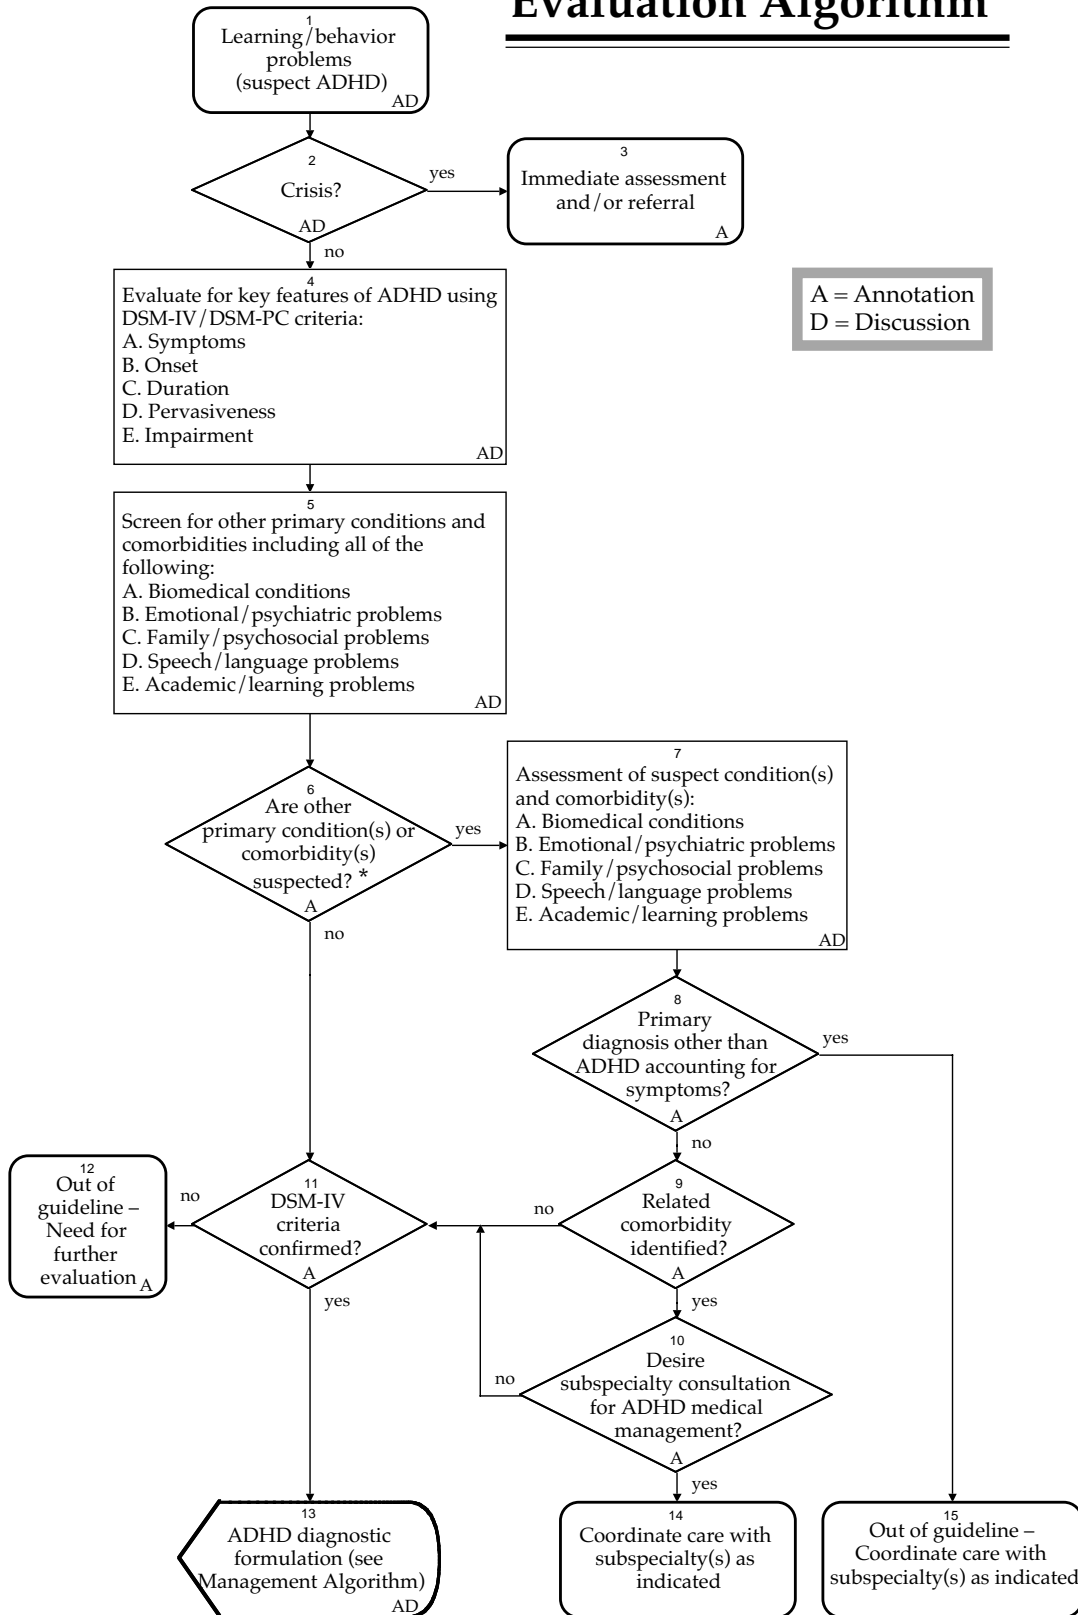 Evaluation Algorithm
1
Learning/behavior
problems
(suspect ADHD)
AD
2
Crisis?
AD
yes
no
3
Immediate assessment
and/or referral
A
A = Annotation
D = Discussion
4
Evaluate for key features of ADHD using
DSM-IV/DSM-PC criteria:
A. Symptoms
B. Onset
C. Duration
D. Pervasiveness
E. Impairment
AD
5
Screen for other primary conditions and
comorbidities including all of the
following:
A. Biomedical conditions
B. Emotional/psychiatric problems
C. Family/psychosocial problems
D. Speech/language problems
E. Academic/learning problems
AD
6
Are other
primary condition(s) or
comorbidity(s)
suspected? *
A
yes
no
7
Assessment of suspect condition(s)
and comorbidity(s):
A. Biomedical conditions
B. Emotional/psychiatric problems
C. Family/psychosocial problems
D. Speech/language problems
E. Academic/learning problems
AD
8
Primary
diagnosis other than
ADHD accounting for
symptoms?
A
yes
no
9
Related
comorbidity
identified?
A
no
yes
10
Desire
subspecialty consultation
for ADHD medical
management?
A
no
yes
11
DSM-IV
criteria
confirmed?
A
no
yes
12
Out of
guideline –
Need for
further
evaluation
A
13
ADHD diagnostic
formulation (see
Management Algorithm)
AD
14
Coordinate care with
subspecialty(s) as
indicated
15
Out of guideline –
Coordinate care with
subspecialty(s) as indicated